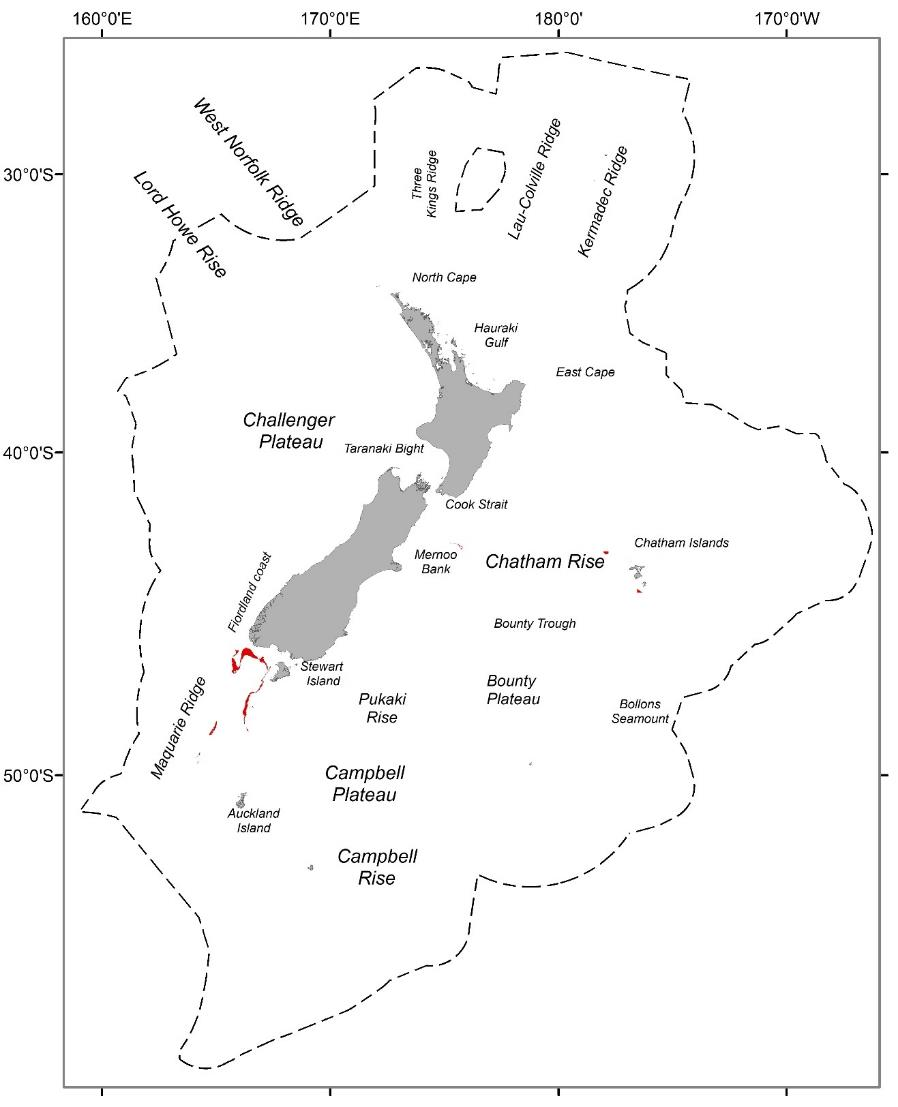 160°0'E
170°0'E
180°0'
170°0'W
West Norfolk Ridge
Lord Howe Rise
30°0'S
Three
Kings Ridge
Lau-Colville Ridge
Kermadec Ridge
North Cape
Hauraki
Gulf
East Cape
Challenger
Plateau
Taranaki Bight
40°0'S
Cook Strait
Mernoo
Bank
Chatham Rise
Chatham Islands
Fiordland coast
Bounty Trough
Stewart
Island
Maquarie Ridge
Pukaki
Rise
Bounty
Plateau
Bollons
Seamount
50°0'S
Campbell
Plateau
Auckland
Island
Campbell
Rise